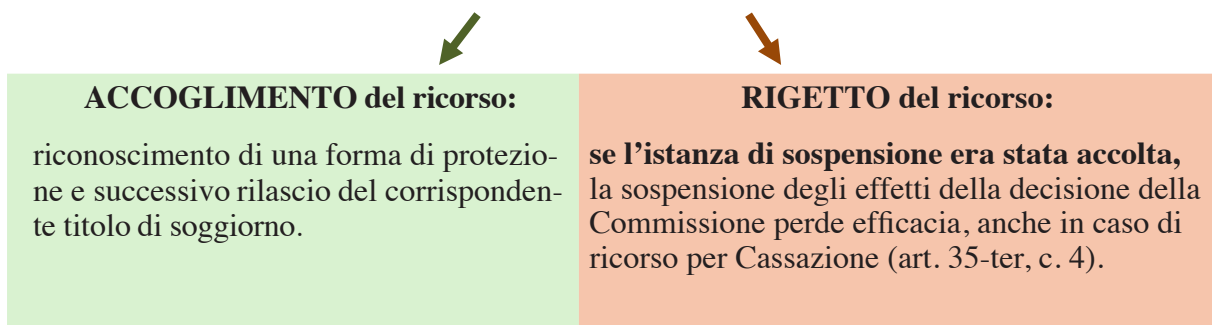 ACCOGLIMENTO del ricorso:
riconoscimento di una forma di protezio-
ne e successivo rilascio del corrisponden-
te titolo di soggiorno.
RIGETTO del ricorso:
se l’istanza di sospensione era stata accolta,
la sospensione degli effetti della decisione della
Commissione perde efficacia, anche in caso di
ricorso per Cassazione (art. 35-ter, c. 4).